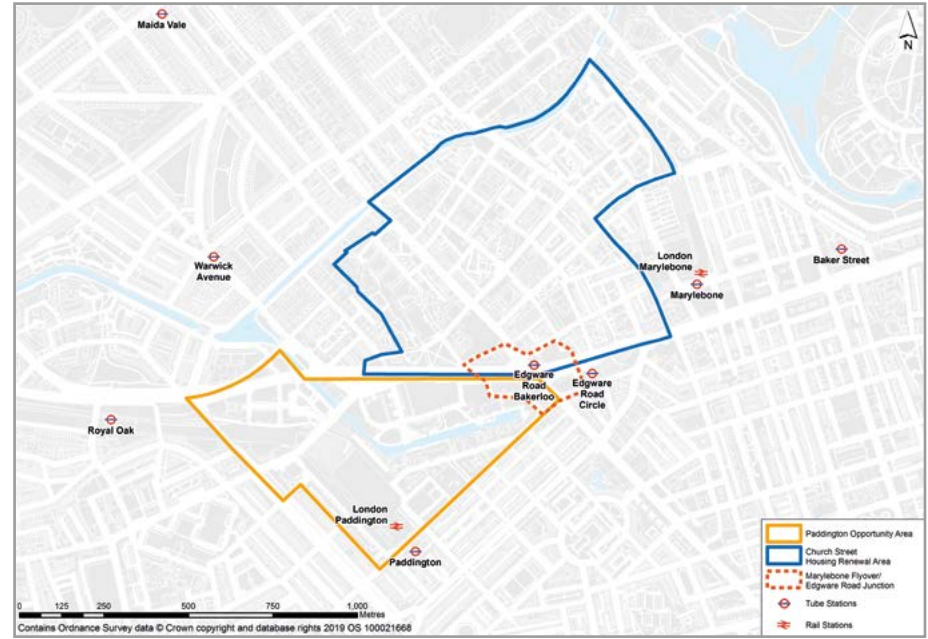 Maida Vale
N
Warwick
Avenue
London
Marylebone
Marylebone
Baker Street
Edgware
Road
Bakerloo
Edgware
Road
Circle
Royal Oak
London
Paddington
Paddington
Paddington Opportunity Area
Church Street
Housing Renewal Area
Marylebone Flyover/
Edgware Road Junction
Tube Stations
Rail Stations
0 125 250 500 750 1,000
Metres
Contains Ordnance Survey data © Crown copyright and database rights 2019 OS 100021668